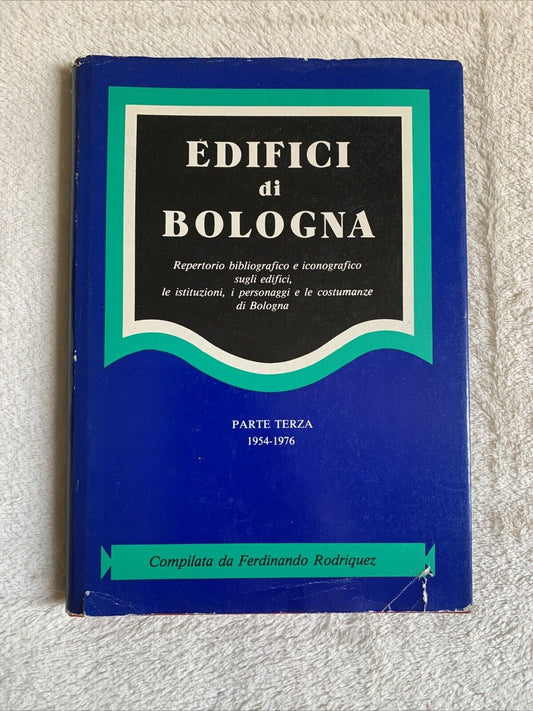 EDIFICI
di
BOLOGNA
Repertorio bibliografico e iconografico
sugli edifici,
le istituzioni, i personaggi e le costumanze
di Bologna
PARTE TERZA
1954-1976
Compilata da Ferdinando Rodriquez